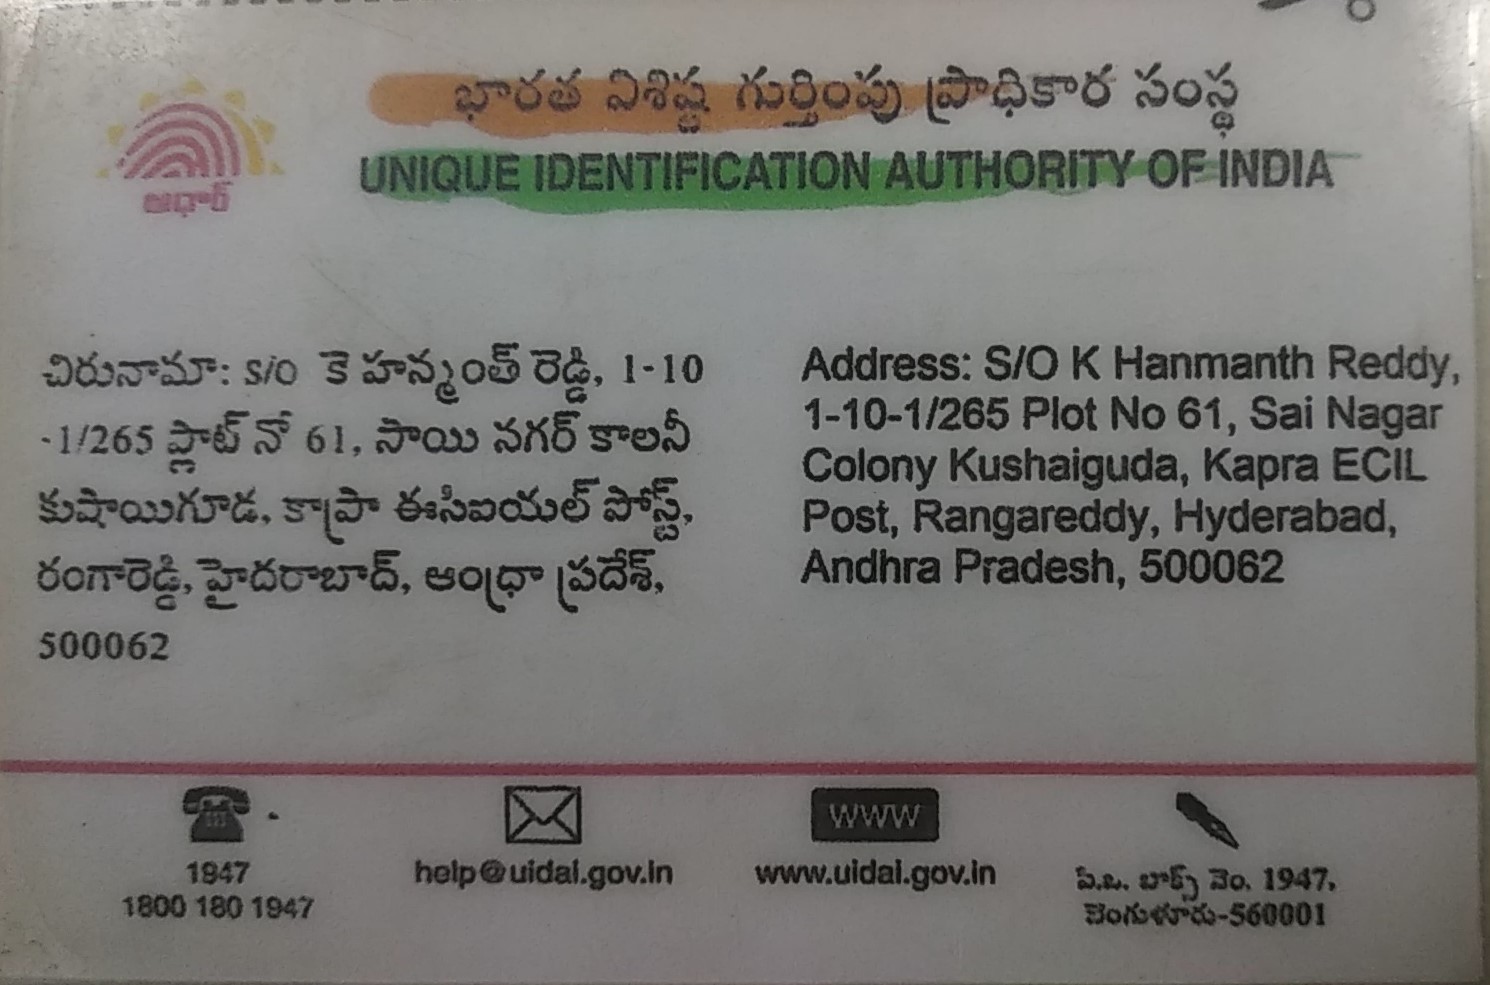 భారత విశిష్ట గుర్తింపు ప్రాధికార సంస్థ
UNIQUE IDENTIFICATION AUTHORITY OF INDIA
ఆధార్
చిరునామా: S/O కె హన్మంత్ రెడ్డి, 1-10
-1/265 ప్లాట్ నో 61, సాయి నగర్ కాలనీ
కుషాయిగూడ, కాప్రా ఈసిఐయల్ పోస్ట్,
రంగారెడ్డి, హైదరాబాద్, ఆంధ్రా ప్రదేశ్,
500062
Address: S/O K Hanmanth Reddy,
1-10-1/265 Plot No 61, Sai Nagar
Colony Kushaiguda, Kapra ECIL
Post, Rangareddy, Hyderabad,
Andhra Pradesh, 500062
1947
1800 180 1947
help@uidai.gov.in
www
www.uidai.gov.in
పి.ఒ. బాక్స్ నెం. 1947,
బెంగుళూరు-560001